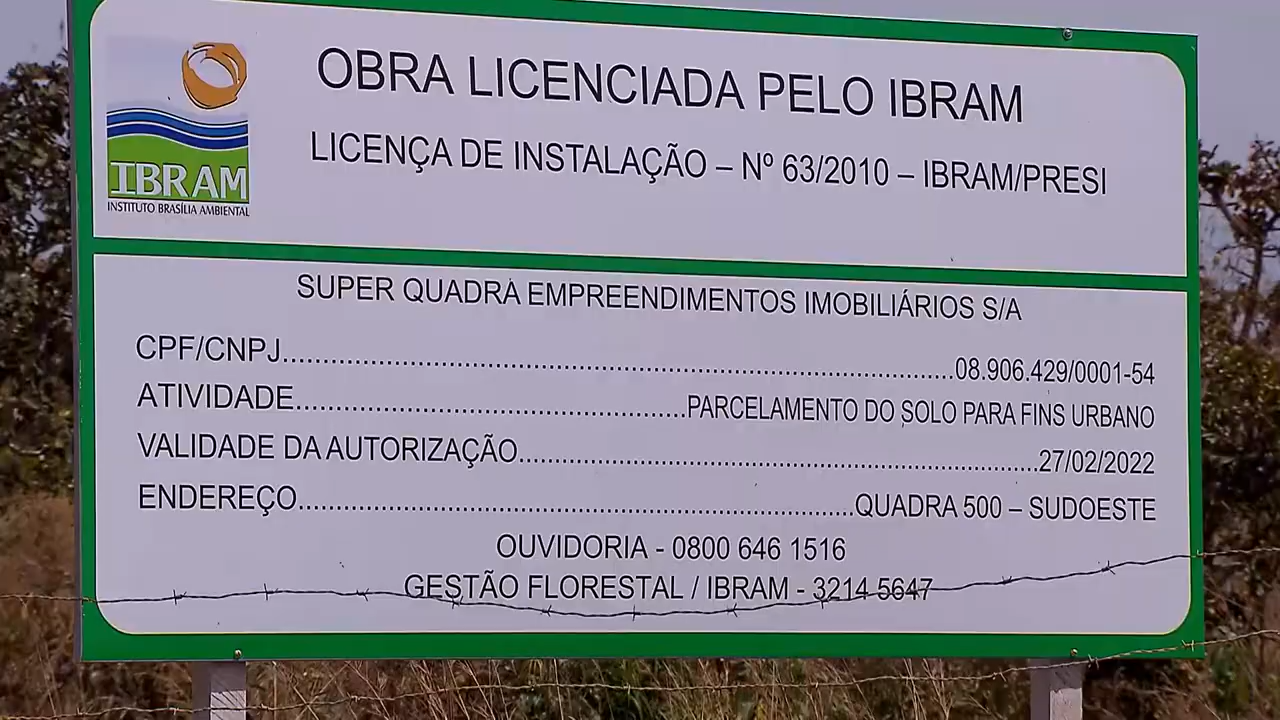 OBRA LICENCIADA PELO IBRAM
LICENÇA DE INSTALAÇÃO – Nº 63/2010 – IBRAM/PRESI
IBRAM
INSTITUTO BRASÍLIA AMBIENTAL
SUPER QUADRA EMPREENDIMENTOS IMOBILIÁRIOS S/A
CPF/CNPJ....................08.906.429/0001-54
ATIVIDADE....................PARCELAMENTO DO SOLO PARA FINS URBANO
VALIDADE DA AUTORIZAÇÃO....................27/02/2022
ENDEREÇO....................QUADRA 500 – SUDOESTE
OUVIDORIA - 0800 646 1516
GESTÃO FLORESTAL / IBRAM - 3214 5647